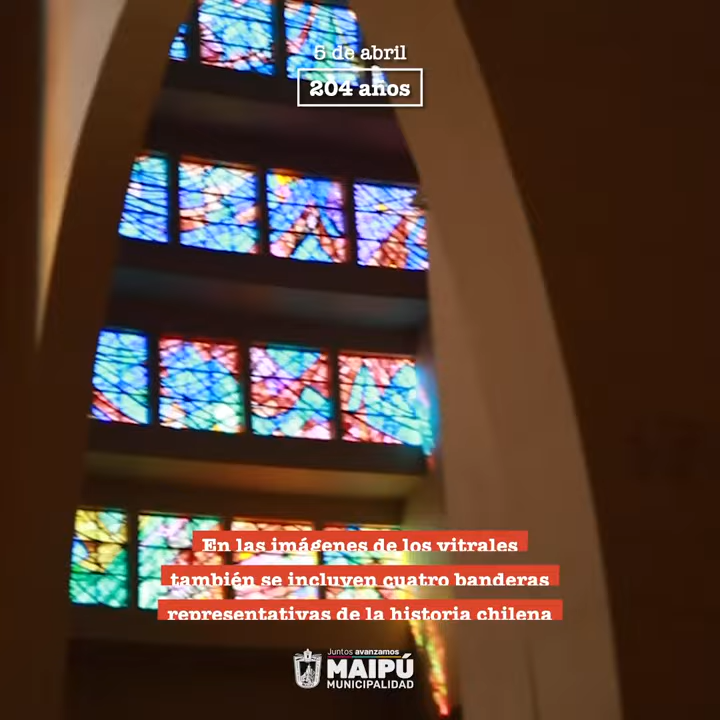 5 de abril
204 años
En las imágenes de los vitrales
también se incluyen cuatro banderas
representativas de la historia chilena
Juntos avanzamos
MAIPÚ
MUNICIPALIDAD